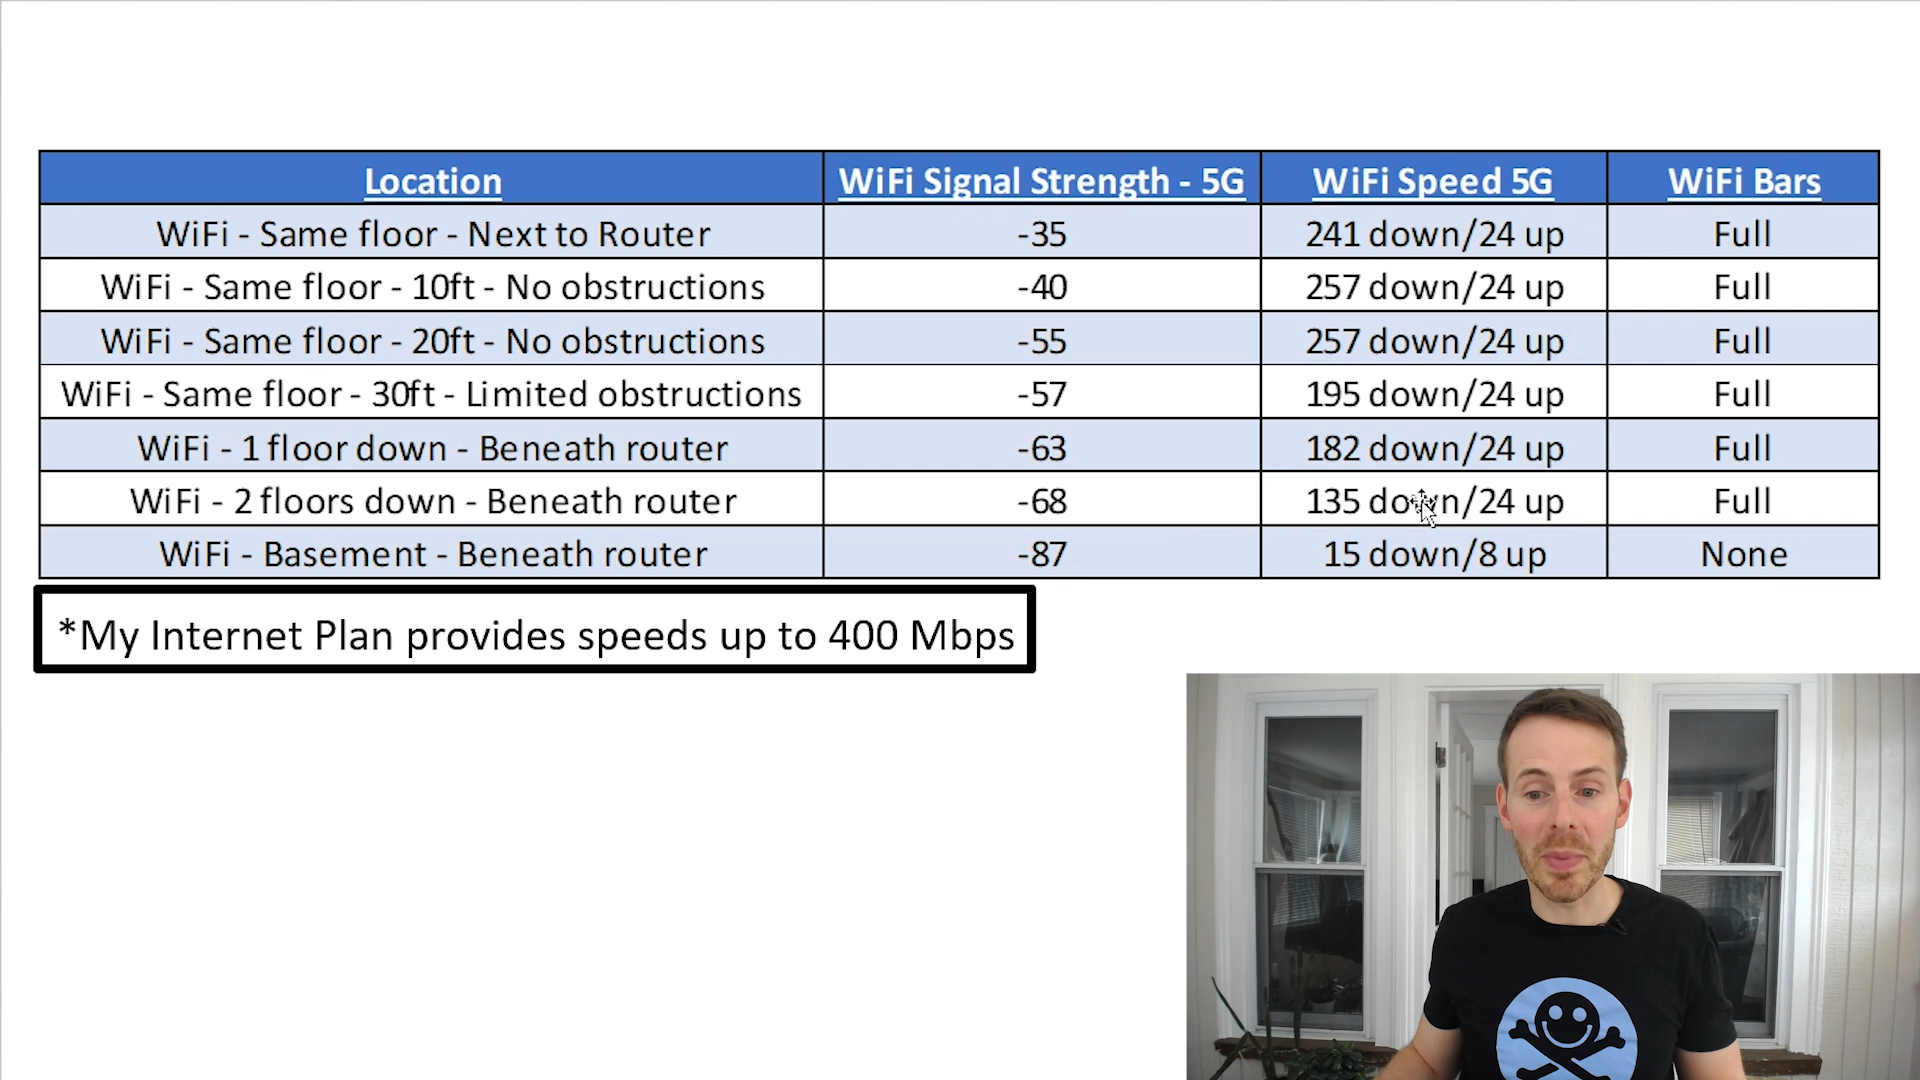 Location WiFi Signal Strength - 5G WiFi Speed 5G WiFi Bars
WiFi - Same floor - Next to Router -35 241 down/24 up Full
WiFi - Same floor - 10ft - No obstructions -40 257 down/24 up Full
WiFi - Same floor - 20ft - No obstructions -55 257 down/24 up Full
WiFi - Same floor - 30ft - Limited obstructions -57 195 down/24 up Full
WiFi - 1 floor down - Beneath router -63 182 down/24 up Full
WiFi - 2 floors down - Beneath router -68 135 down/24 up Full
WiFi - Basement - Beneath router -87 15 down/8 up None
*My Internet Plan provides speeds up to 400 Mbps